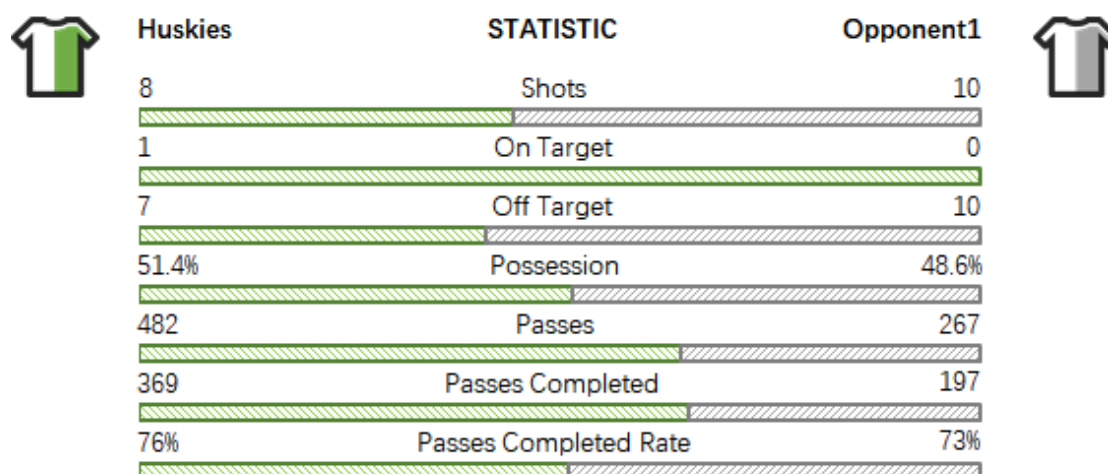 Huskies STATISTIC Opponent1
8 Shots 10
1 On Target 0
7 Off Target 10
51.4% Possession 48.6%
482 Passes 267
369 Passes Completed 197
76% Passes Completed Rate 73%